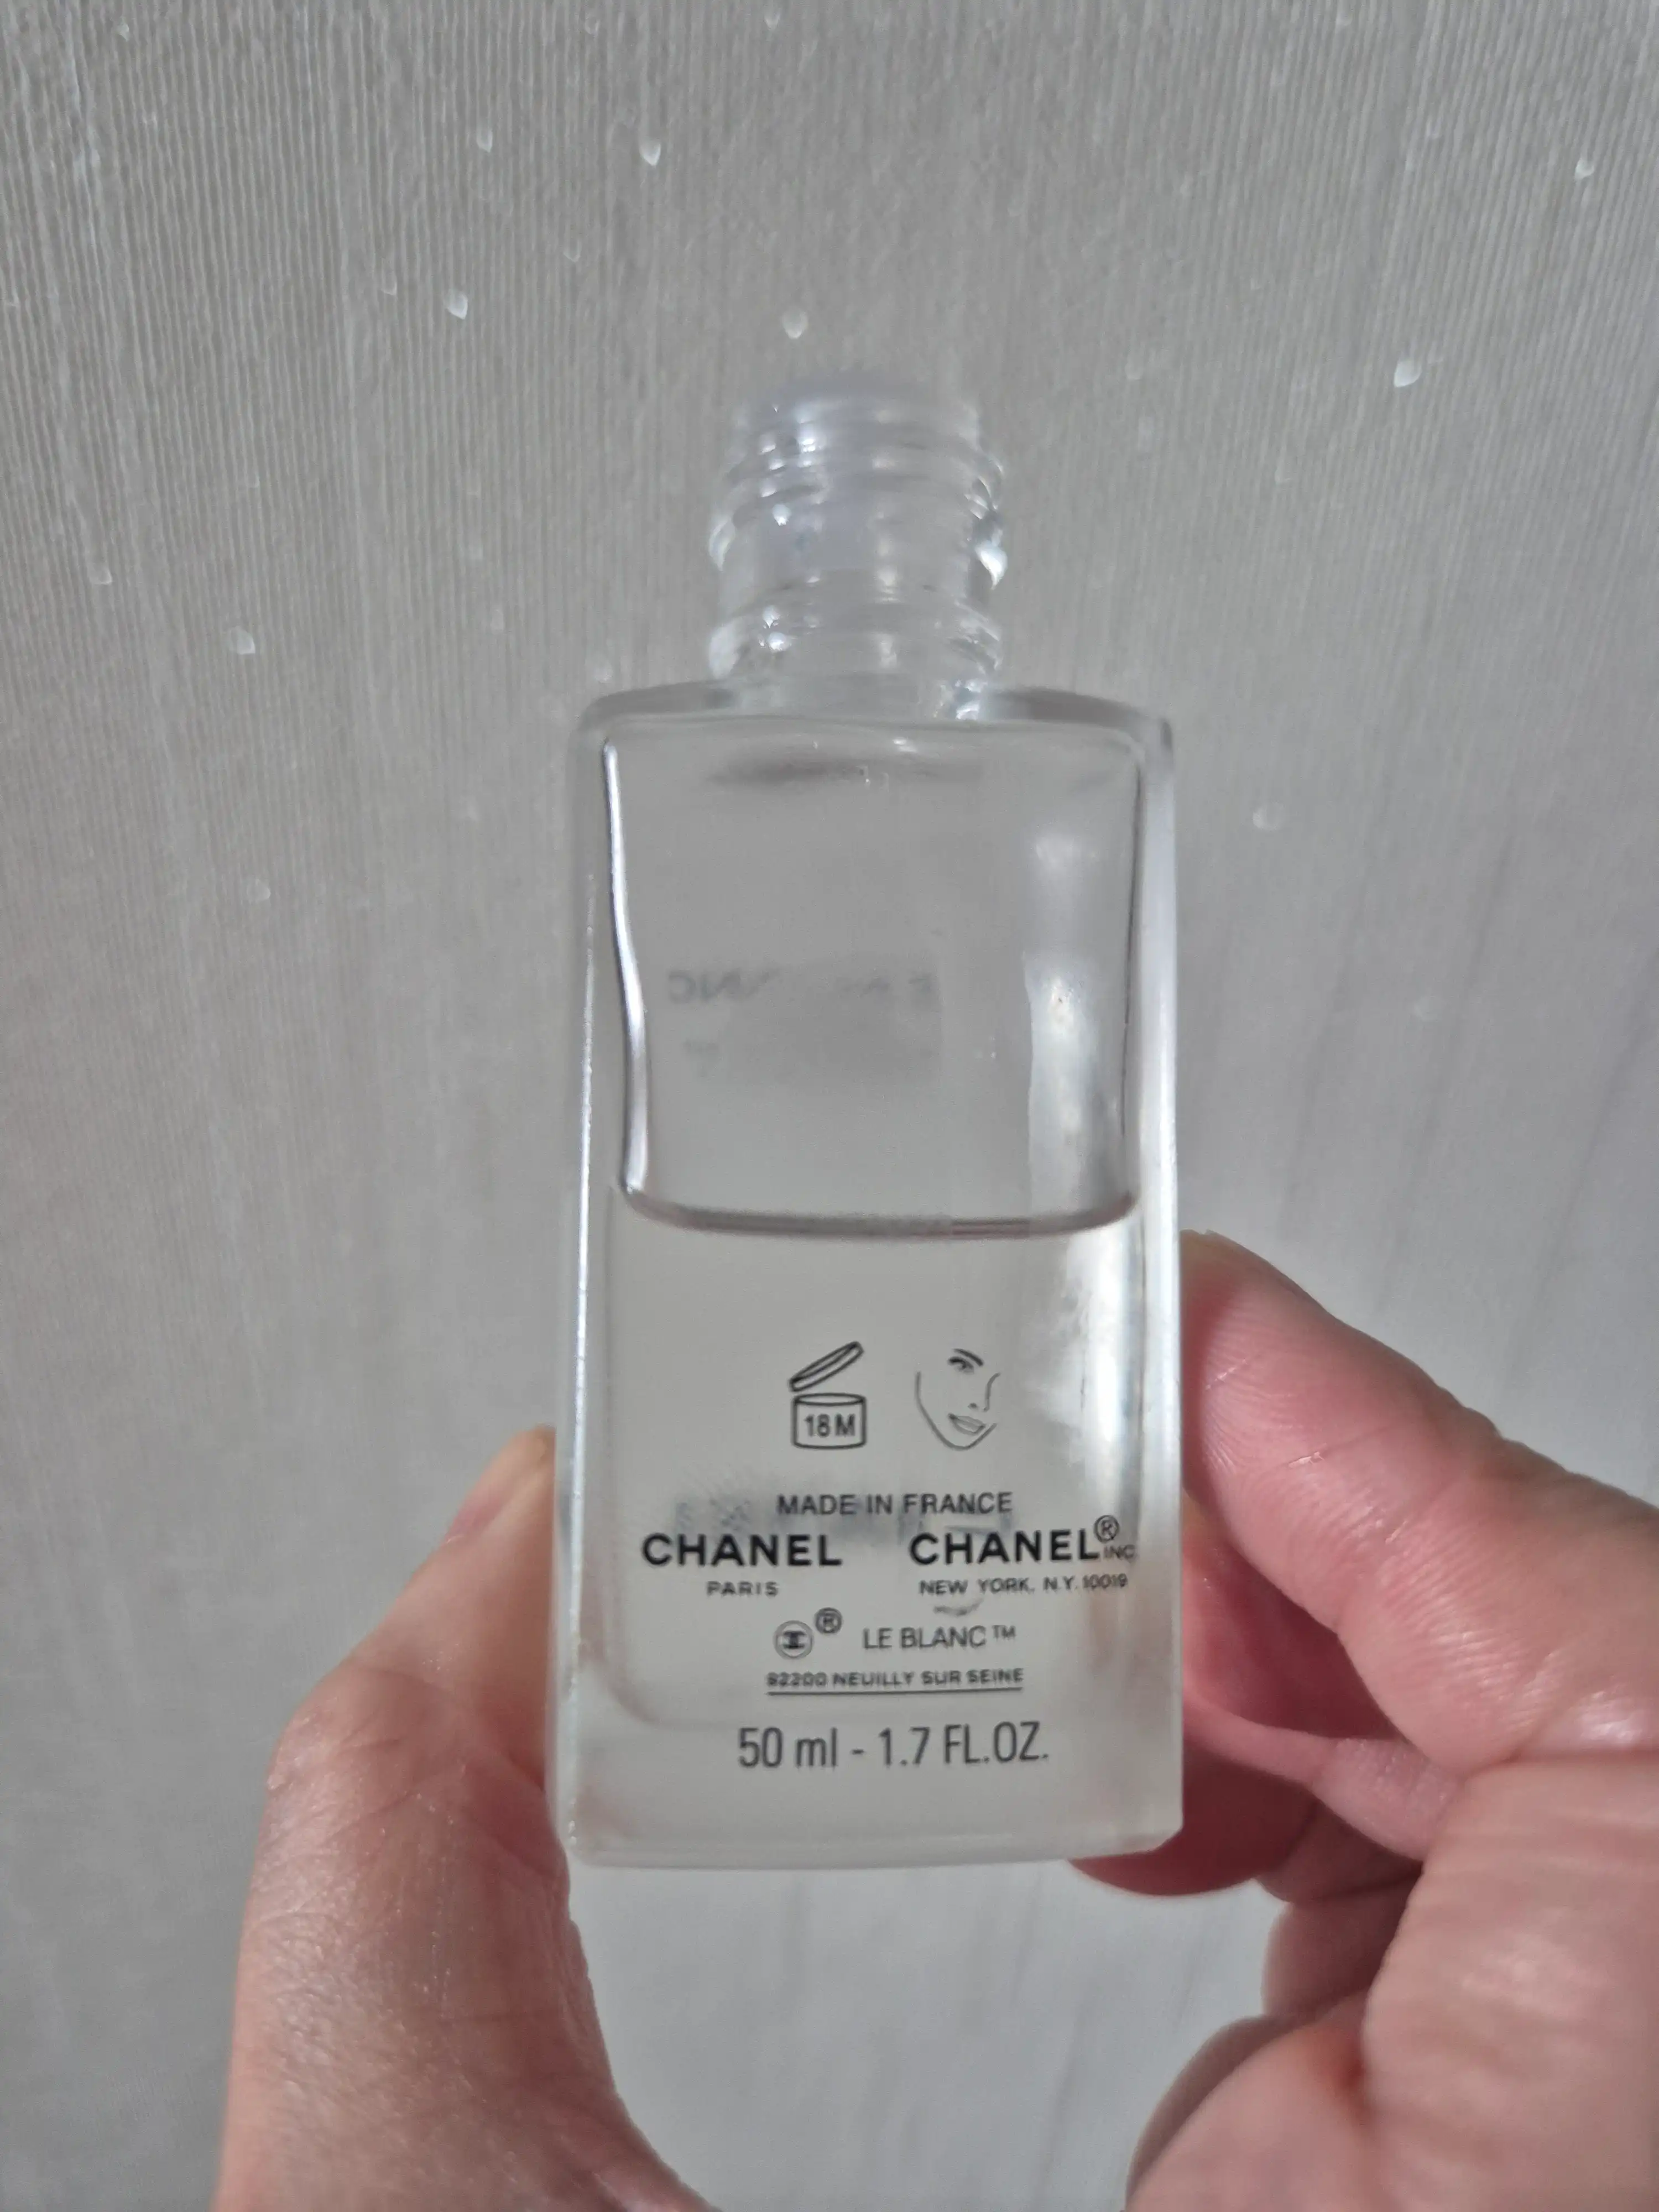 18M
MADE IN FRANCE
CHANEL CHANEL® INC
PARIS NEW YORK, N.Y. 10019
® LE BLANC™
92200 NEUILLY SUR SEINE
50 ml - 1.7 FL.OZ.